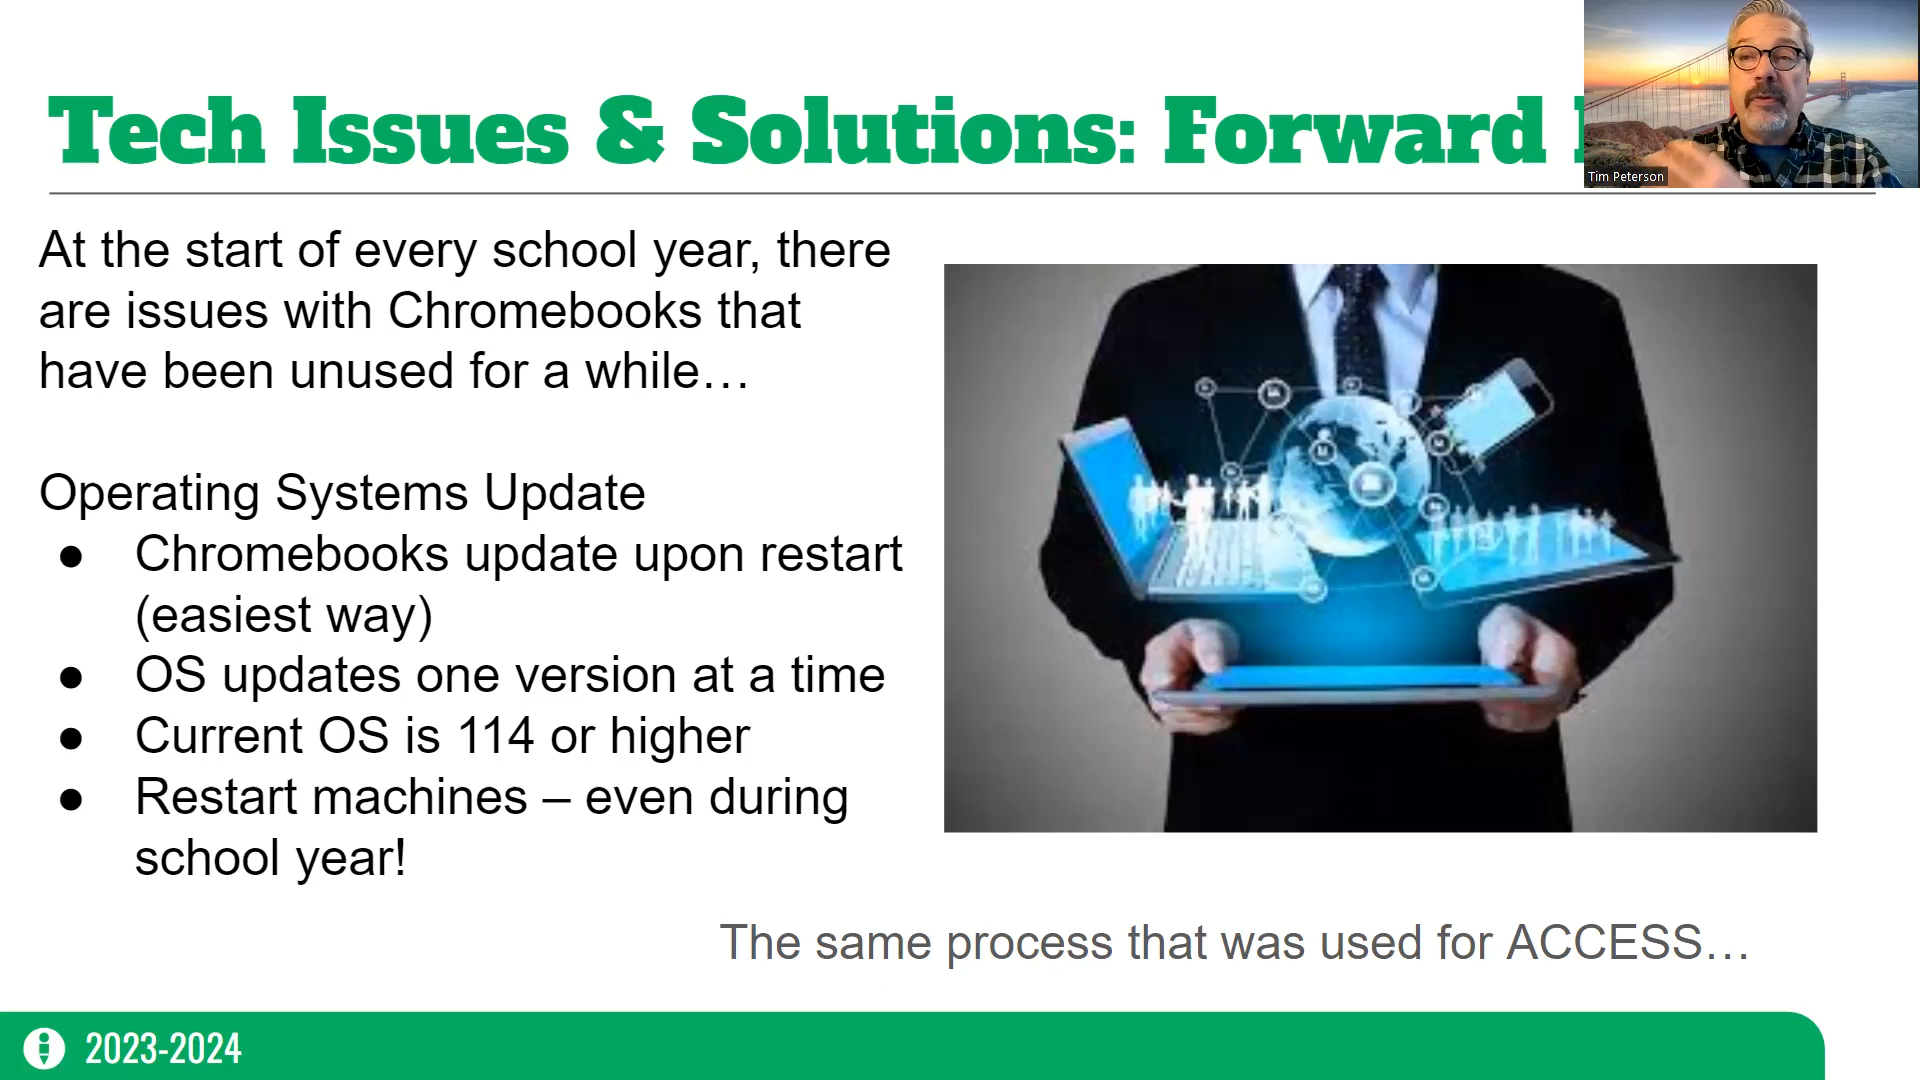 Tech Issues & Solutions: Forward
Tim Peterson
At the start of every school year, there
are issues with Chromebooks that
have been unused for a while…
Operating Systems Update
● Chromebooks update upon restart
(easiest way)
● OS updates one version at a time
● Current OS is 114 or higher
● Restart machines – even during
school year!
The same process that was used for ACCESS…
2023-2024